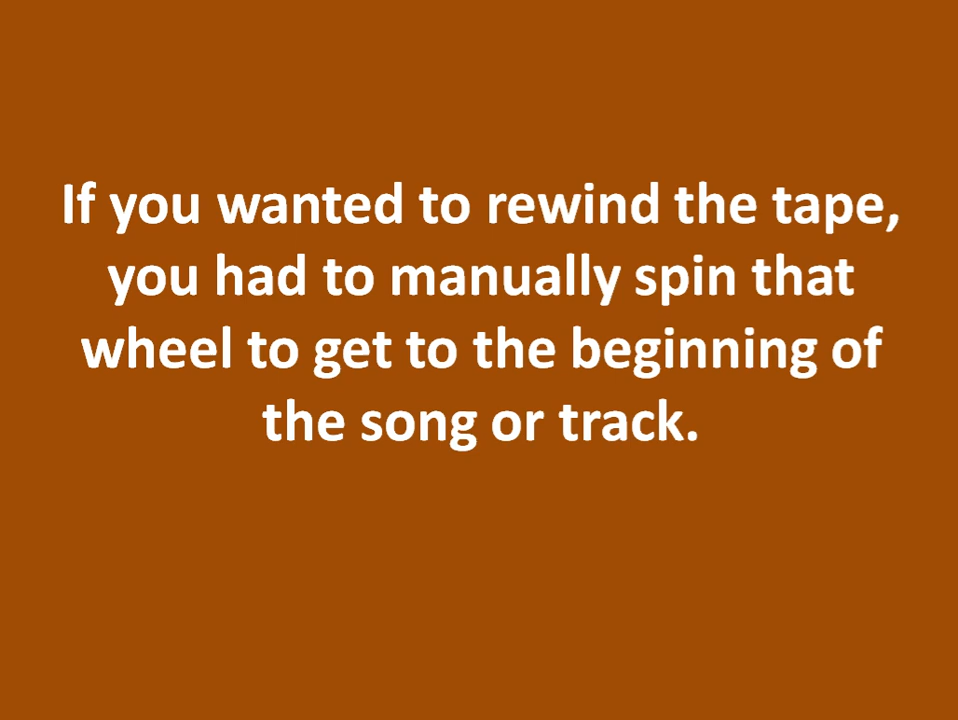 If you wanted to rewind the tape,
you had to manually spin that
wheel to get to the beginning of
the song or track.